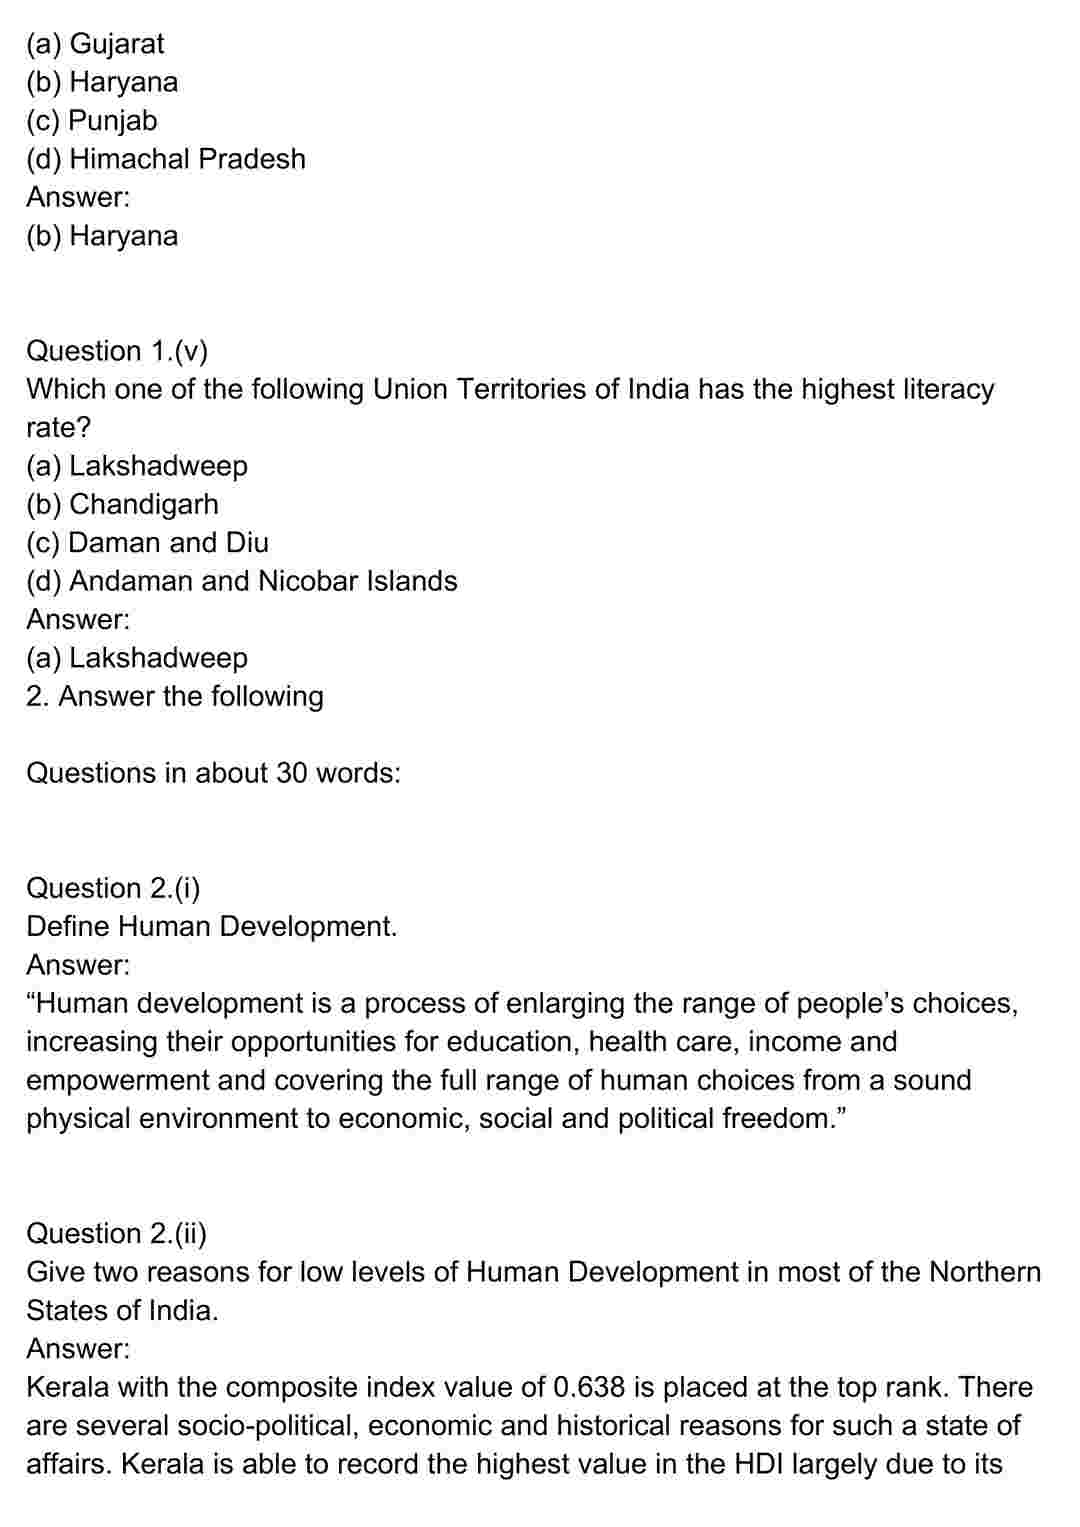 (a) Gujarat
(b) Haryana
(c) Punjab
(d) Himachal Pradesh
Answer:
(b) Haryana
Question 1.(v)
Which one of the following Union Territories of India has the highest literacy
rate?
(a) Lakshadweep
(b) Chandigarh
(c) Daman and Diu
(d) Andaman and Nicobar Islands
Answer:
(a) Lakshadweep
2. Answer the following
Questions in about 30 words:
Question 2.(i)
Define Human Development.
Answer:
“Human development is a process of enlarging the range of people’s choices,
increasing their opportunities for education, health care, income and
empowerment and covering the full range of human choices from a sound
physical environment to economic, social and political freedom.”
Question 2.(ii)
Give two reasons for low levels of Human Development in most of the Northern
States of India.
Answer:
Kerala with the composite index value of 0.638 is placed at the top rank. There
are several socio-political, economic and historical reasons for such a state of
affairs. Kerala is able to record the highest value in the HDI largely due to its